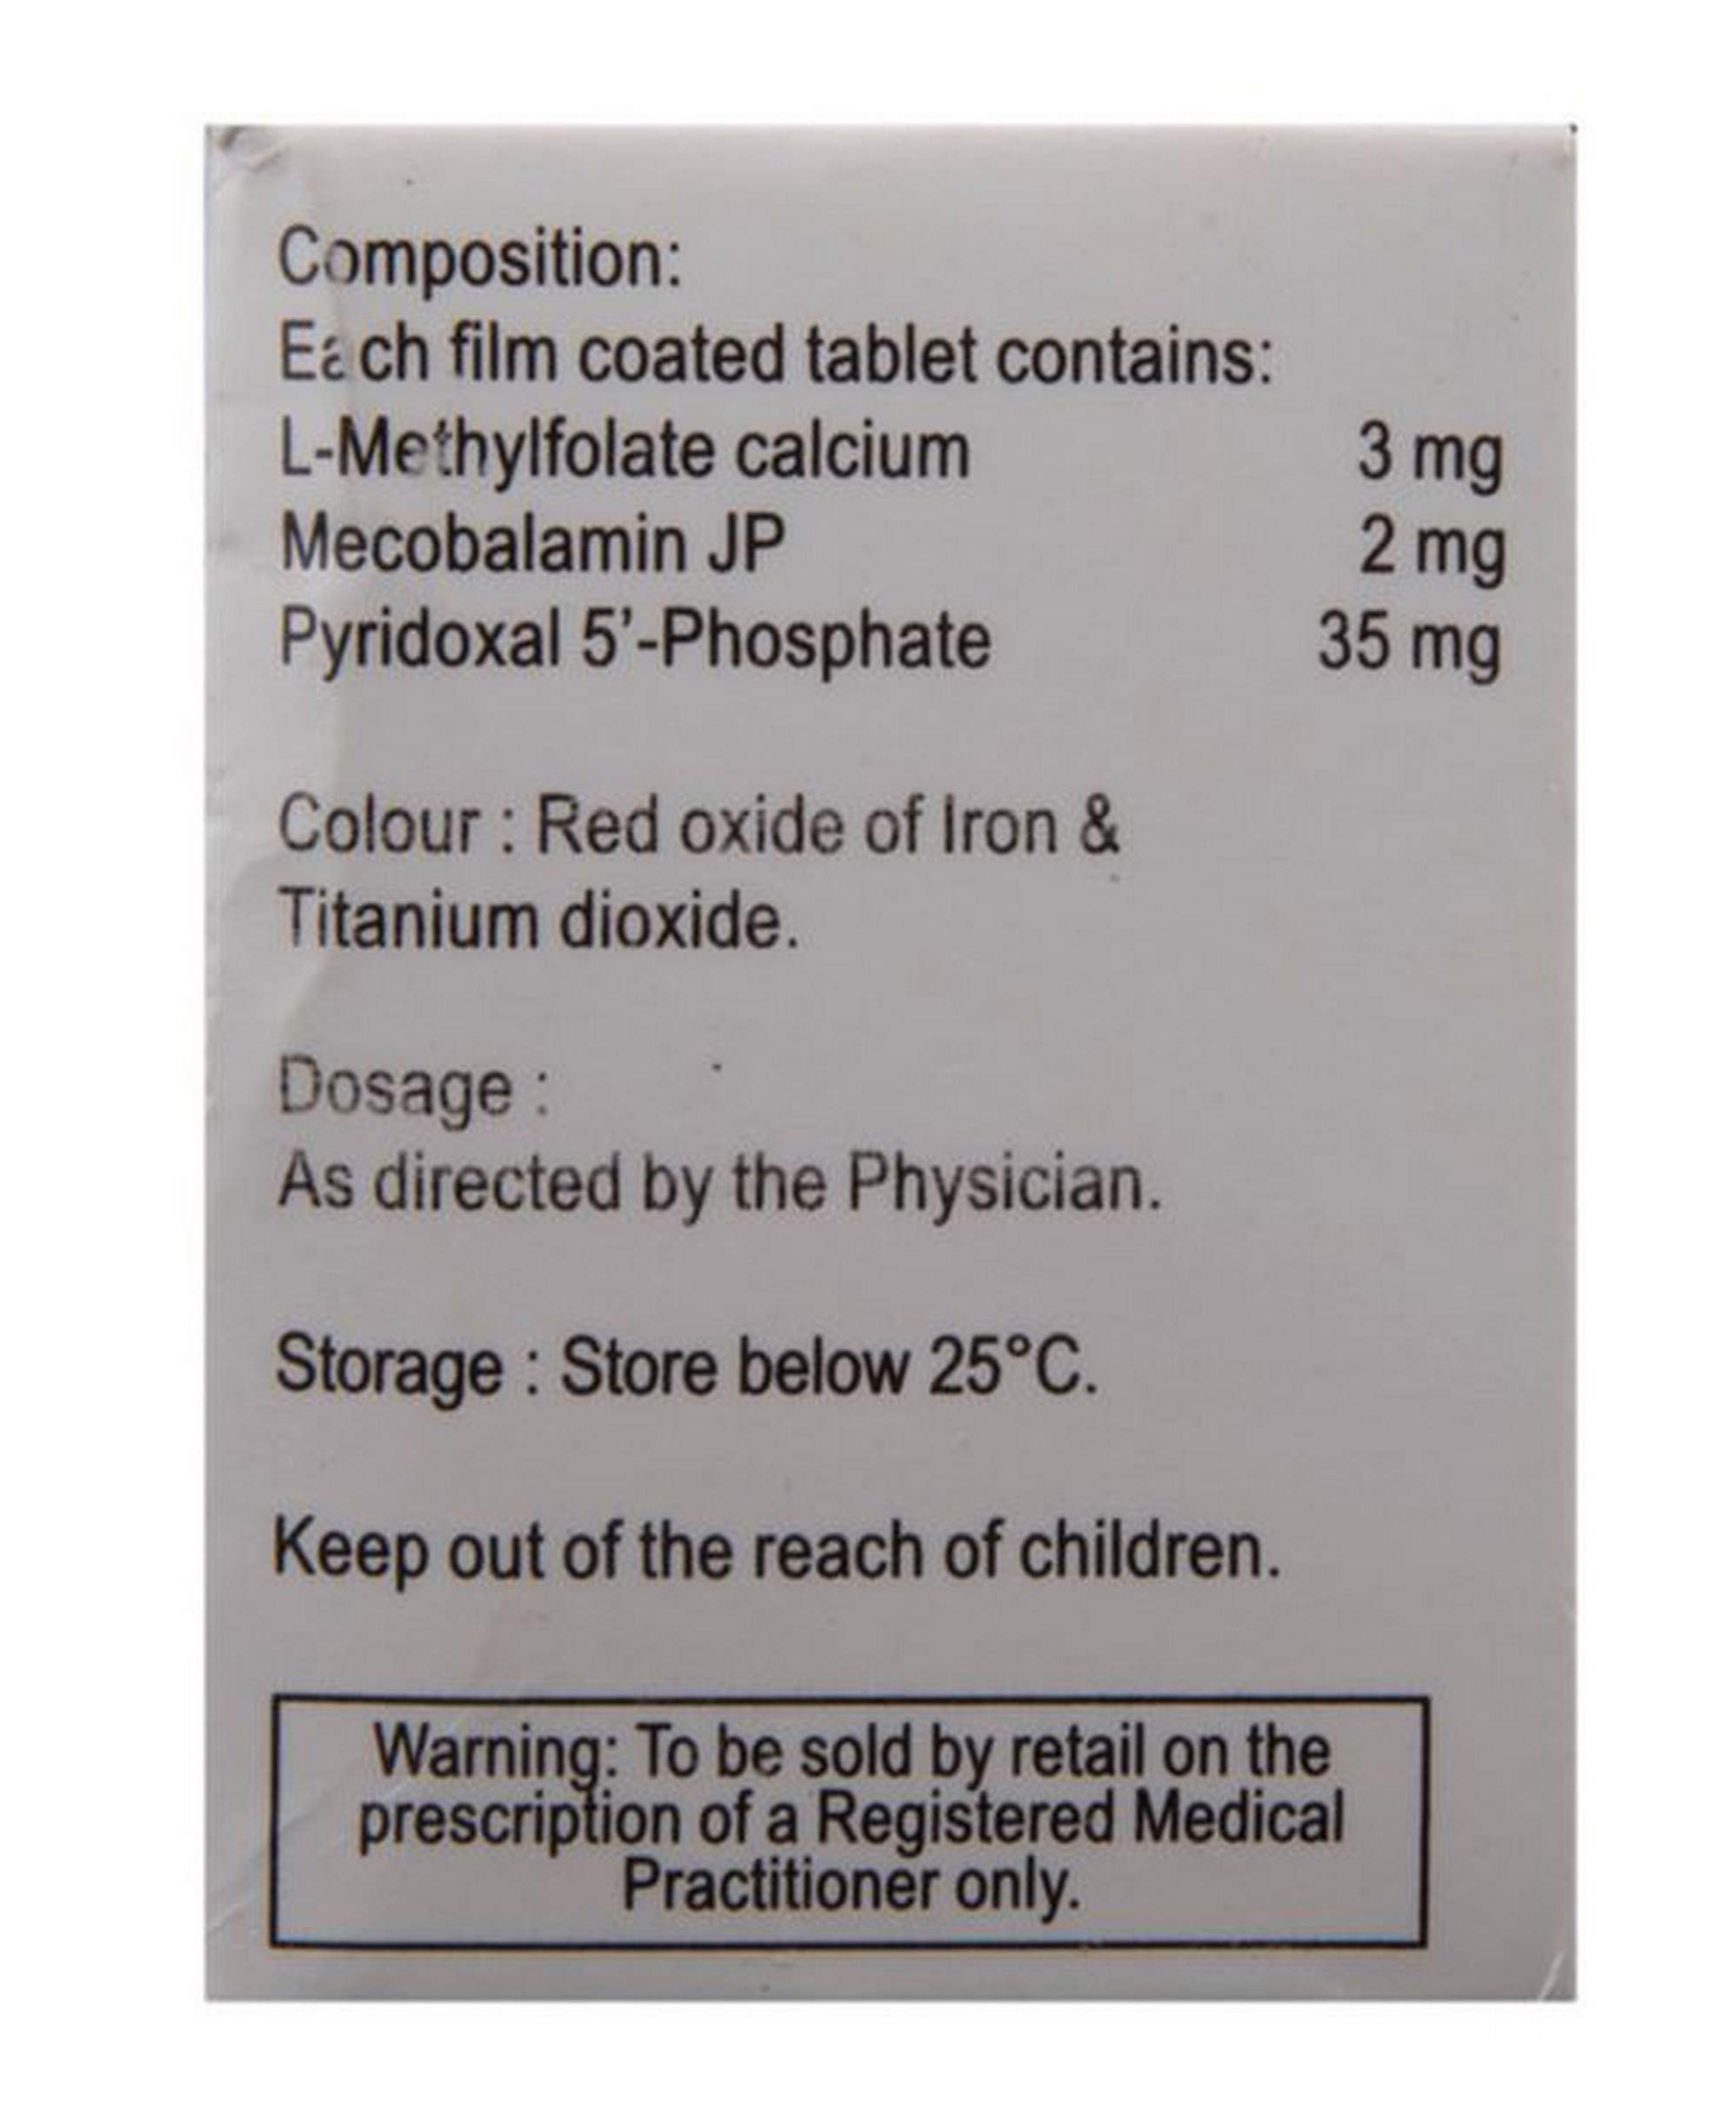 Composition:
Each film coated tablet contains:
L-Methylfolate calcium 3 mg
Mecobalamin JP 2 mg
Pyridoxal 5'-Phosphate 35 mg
Colour : Red oxide of Iron &
Titanium dioxide.
Dosage :
As directed by the Physician.
Storage : Store below 25°C.
Keep out of the reach of children.
Warning: To be sold by retail on the
prescription of a Registered Medical
Practitioner only.